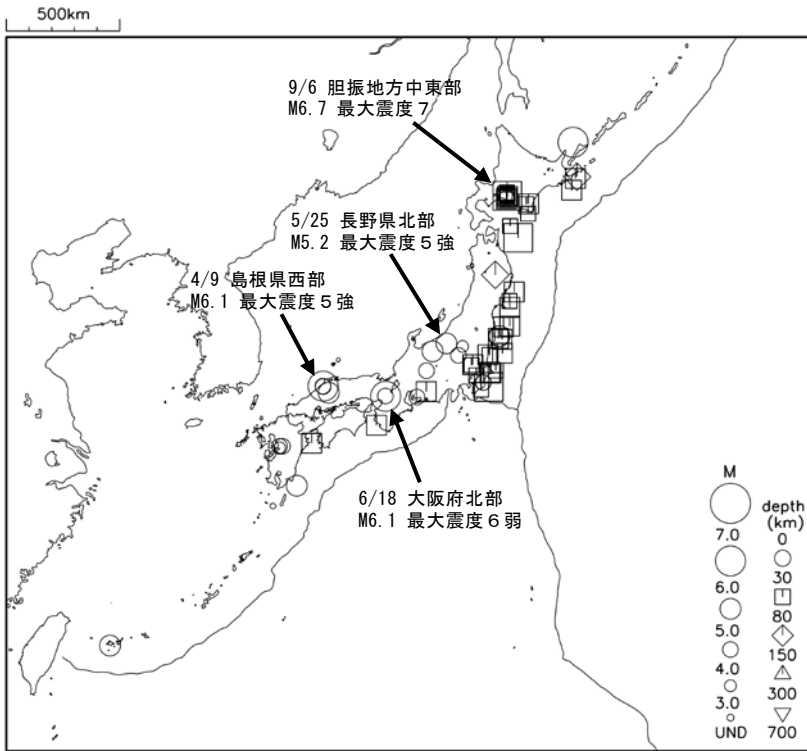 500km
9/6 胆振地方中東部
M6.7 最大震度７
5/25 長野県北部
M5.2 最大震度５強
4/9 島根県西部
M6.1 最大震度５強
6/18 大阪府北部
M6.1 最大震度６弱
M
7.0
6.0
5.0
4.0
3.0
UND
depth
(km)
0
30
80
150
300
700